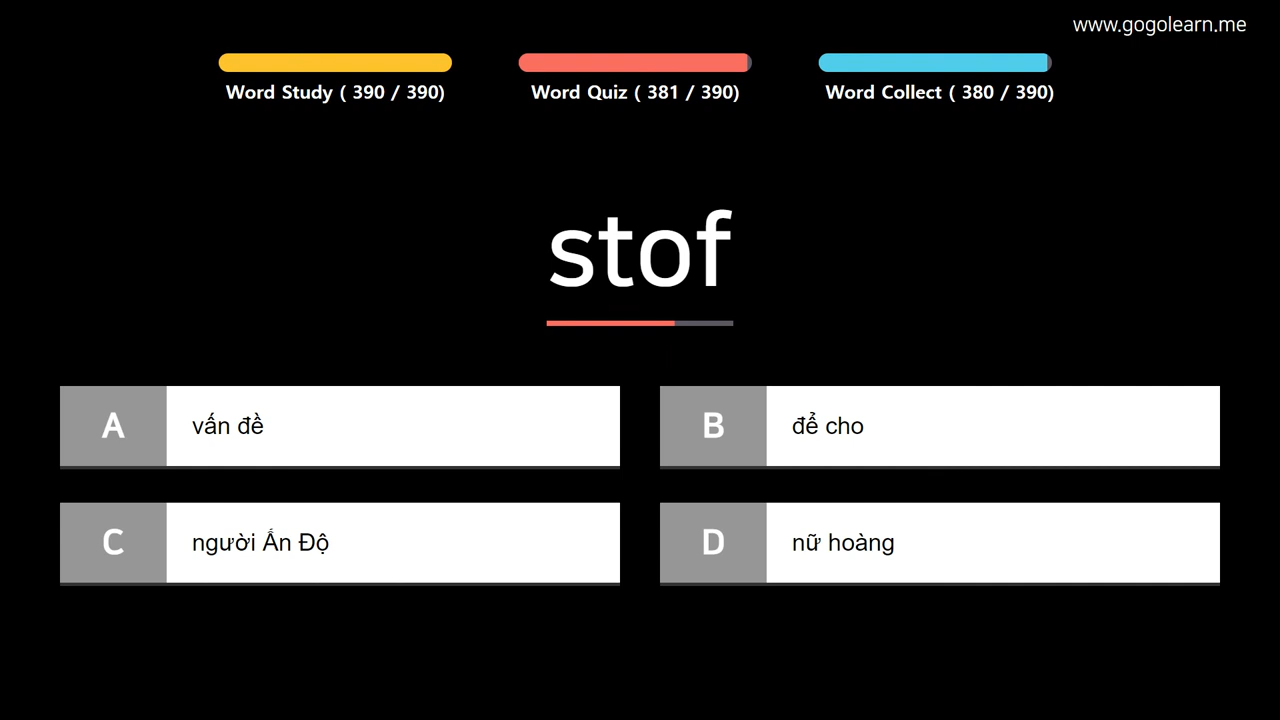 www.gogolearn.me
Word Study ( 390 / 390)
Word Quiz ( 381 / 390)
Word Collect ( 380 / 390)
stof
A
vấn đề
B
để cho
C
người Ấn Độ
D
nữ hoàng